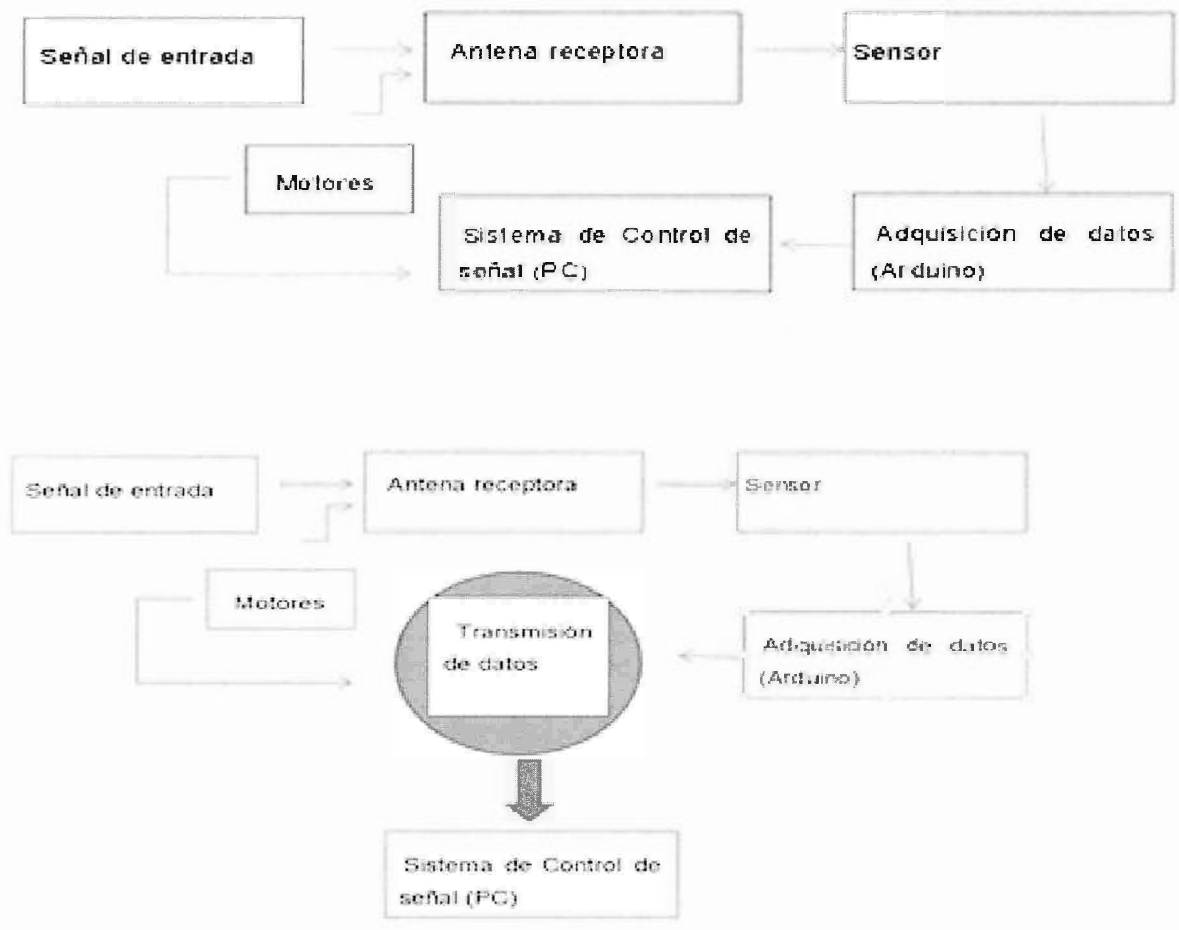 Señal de entrada
Antena receptora
Sensor
Motores
Sistema de Control de
señal (PC)
Adquisición de datos
(Arduino)
Señal de entrada
Antena receptora
Sensor
Motores
Transmisión
de datos
Adquisición de datos
(Arduino)
Sistema de Control de
señal (PC)